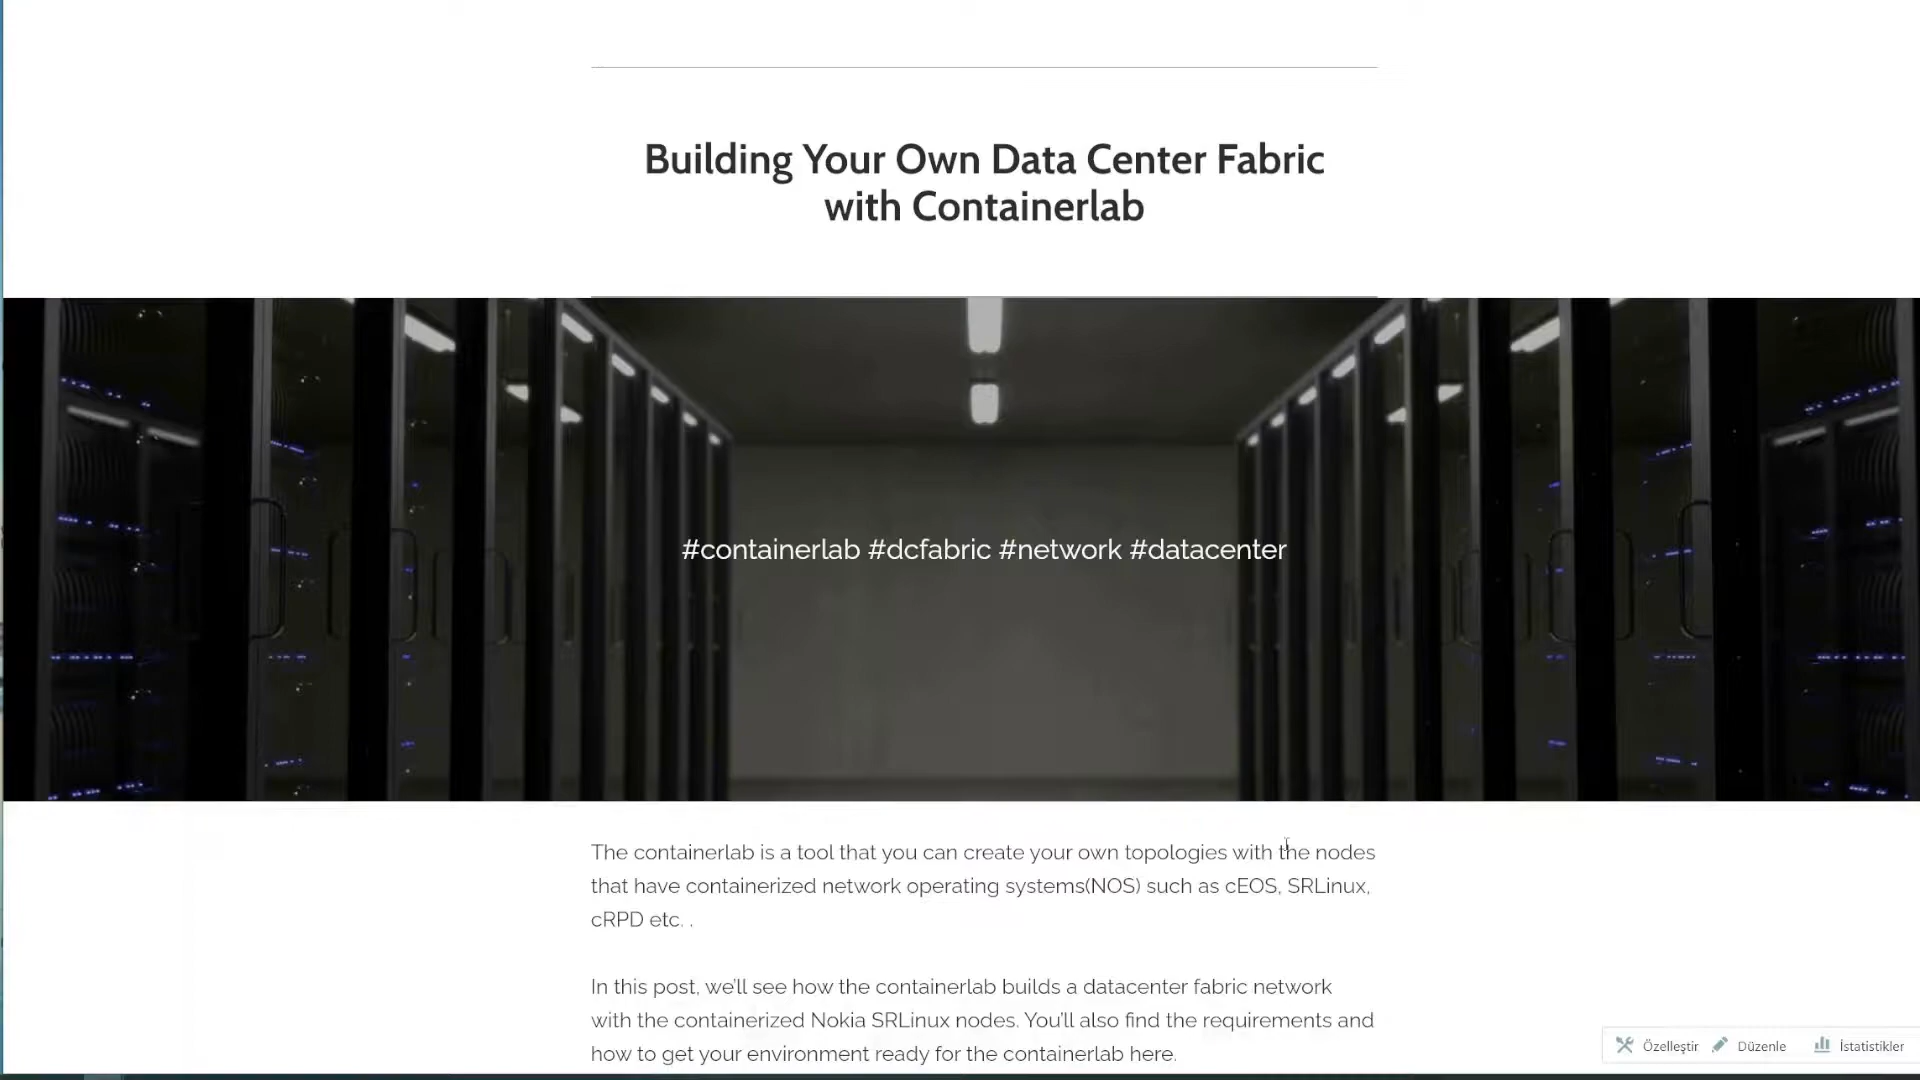 Building Your Own Data Center Fabric
with Containerlab
#containerlab #dcfabric #network #datacenter
The containerlab is a tool that you can create your own topologies with the nodes
that have containerized network operating systems(NOS) such as cEOS, SRLinux,
cRPD etc. .
In this post, we'll see how the containerlab builds a datacenter fabric network
with the containerized Nokia SRLinux nodes. You'll also find the requirements and
how to get your environment ready for the containerlab here.
Özelleştir Düzenle İstatistikler